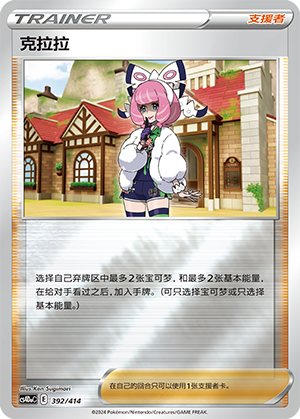 TRAINER 支援者
克拉拉
选择自己弃牌区中最多2张宝可梦,和最多2张基本能量,
在给对手看过之后,加入手牌。(可只选择宝可梦或只选择
基本能量。)
Illus. Ken Sugimori
392/414
在自己的回合只可以使用1张支援者卡。
©2024 Pokémon/Nintendo/Creatures/GAME FREAK.